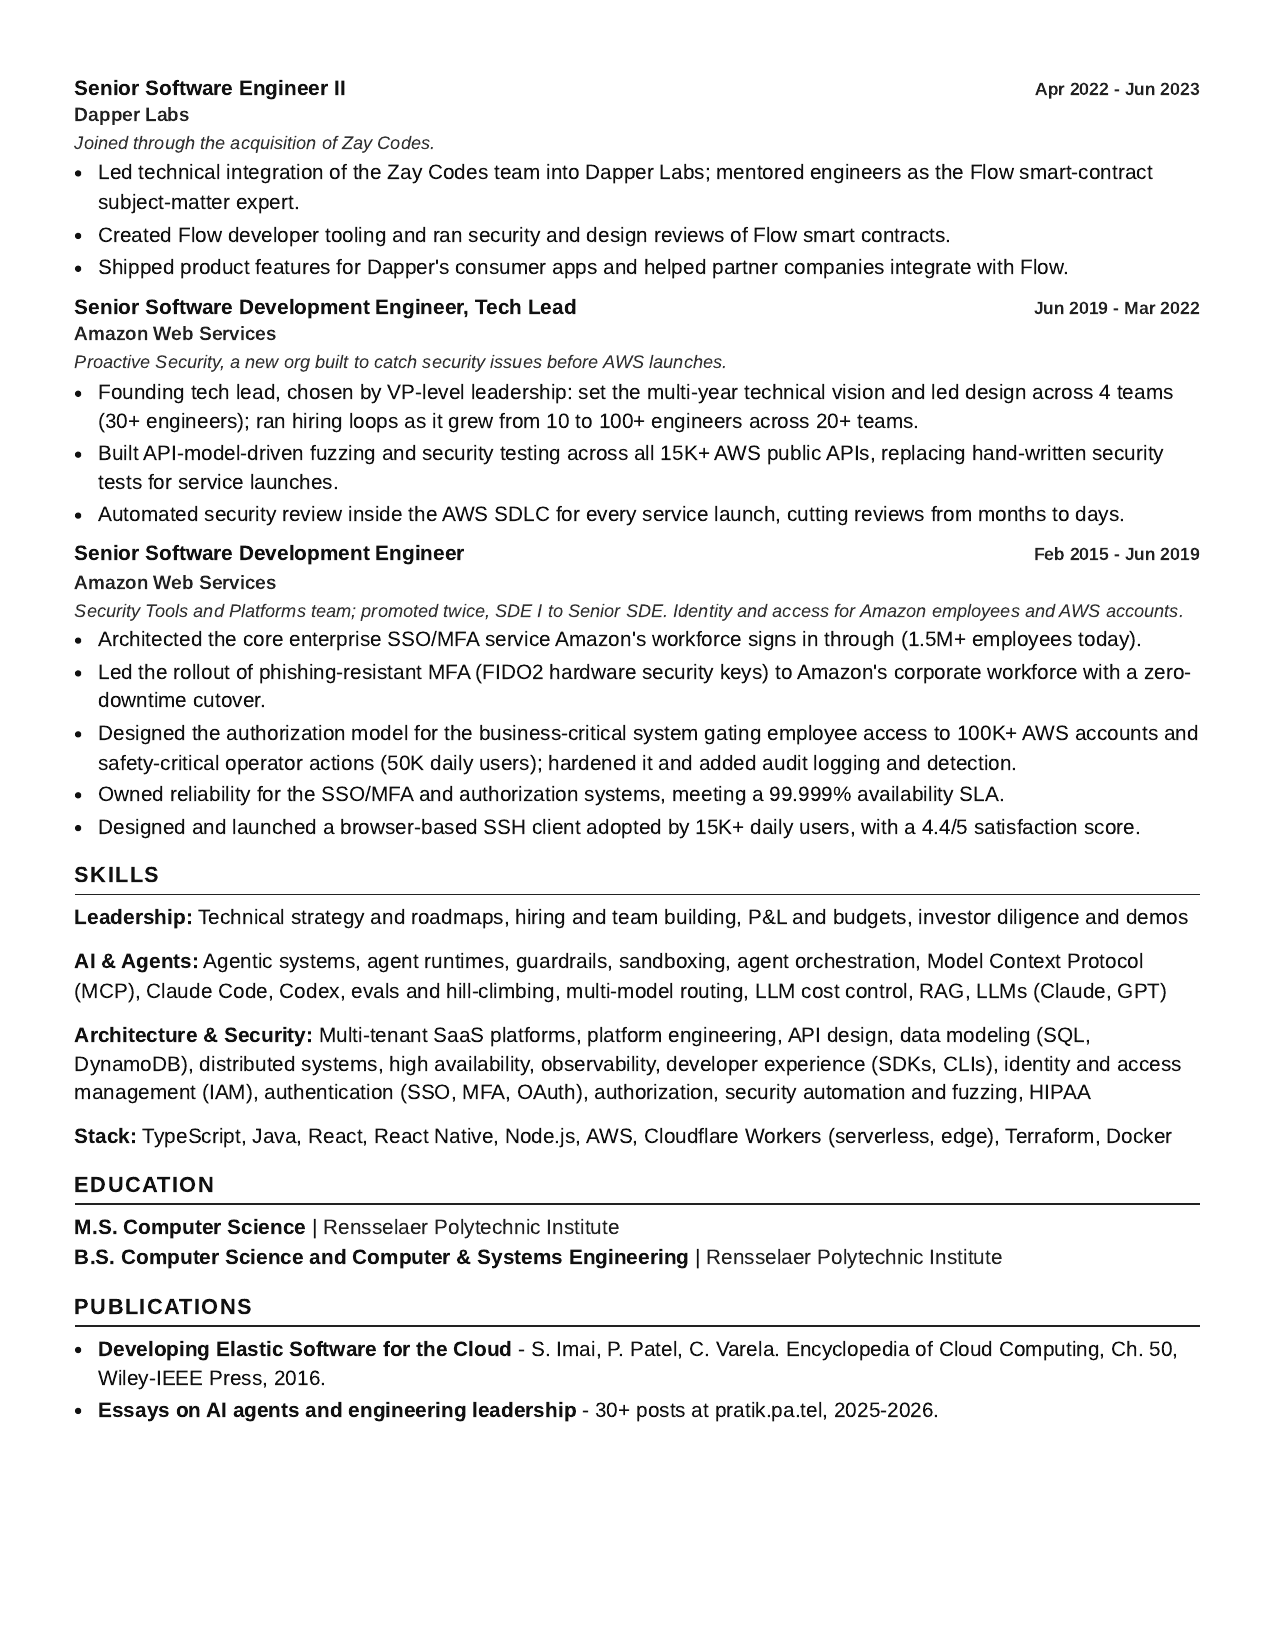 Senior Software Engineer II Apr 2022 - Jun 2023
Dapper Labs
Joined through the acquisition of Zay Codes.
• Led technical integration of the Zay Codes team into Dapper Labs; mentored engineers as the Flow smart-contract
subject-matter expert.
• Created Flow developer tooling and ran security and design reviews of Flow smart contracts.
• Shipped product features for Dapper's consumer apps and helped partner companies integrate with Flow.
Senior Software Development Engineer, Tech Lead Jun 2019 - Mar 2022
Amazon Web Services
Proactive Security, a new org built to catch security issues before AWS launches.
• Founding tech lead, chosen by VP-level leadership: set the multi-year technical vision and led design across 4 teams
(30+ engineers); ran hiring loops as it grew from 10 to 100+ engineers across 20+ teams.
• Built API-model-driven fuzzing and security testing across all 15K+ AWS public APIs, replacing hand-written security
tests for service launches.
• Automated security review inside the AWS SDLC for every service launch, cutting reviews from months to days.
Senior Software Development Engineer Feb 2015 - Jun 2019
Amazon Web Services
Security Tools and Platforms team; promoted twice, SDE I to Senior SDE. Identity and access for Amazon employees and AWS accounts.
• Architected the core enterprise SSO/MFA service Amazon's workforce signs in through (1.5M+ employees today).
• Led the rollout of phishing-resistant MFA (FIDO2 hardware security keys) to Amazon's corporate workforce with a zero-
downtime cutover.
• Designed the authorization model for the business-critical system gating employee access to 100K+ AWS accounts and
safety-critical operator actions (50K daily users); hardened it and added audit logging and detection.
• Owned reliability for the SSO/MFA and authorization systems, meeting a 99.999% availability SLA.
• Designed and launched a browser-based SSH client adopted by 15K+ daily users, with a 4.4/5 satisfaction score.
SKILLS
Leadership: Technical strategy and roadmaps, hiring and team building, P&L and budgets, investor diligence and demos
AI & Agents: Agentic systems, agent runtimes, guardrails, sandboxing, agent orchestration, Model Context Protocol
(MCP), Claude Code, Codex, evals and hill-climbing, multi-model routing, LLM cost control, RAG, LLMs (Claude, GPT)
Architecture & Security: Multi-tenant SaaS platforms, platform engineering, API design, data modeling (SQL,
DynamoDB), distributed systems, high availability, observability, developer experience (SDKs, CLIs), identity and access
management (IAM), authentication (SSO, MFA, OAuth), authorization, security automation and fuzzing, HIPAA
Stack: TypeScript, Java, React, React Native, Node.js, AWS, Cloudflare Workers (serverless, edge), Terraform, Docker
EDUCATION
M.S. Computer Science | Rensselaer Polytechnic Institute
B.S. Computer Science and Computer & Systems Engineering | Rensselaer Polytechnic Institute
PUBLICATIONS
• Developing Elastic Software for the Cloud - S. Imai, P. Patel, C. Varela. Encyclopedia of Cloud Computing, Ch. 50,
Wiley-IEEE Press, 2016.
• Essays on AI agents and engineering leadership - 30+ posts at pratik.pa.tel, 2025-2026.